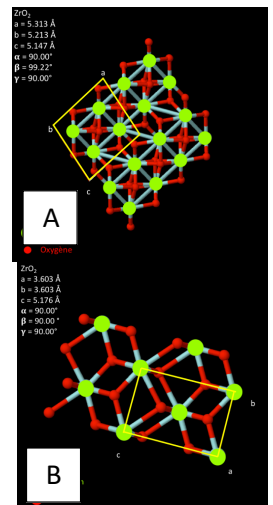 ZrO₂
a = 5.313 Å
b = 5.213 Å
c = 5.147 Å
α = 90.00°
β = 99.22°
γ = 90.00°
a
b
c
A
Oxygène
ZrO₂
a = 3.603 Å
b = 3.603 Å
c = 5.176 Å
α = 90.00°
β = 90.00 °
γ = 90.00°
b
c
a
B